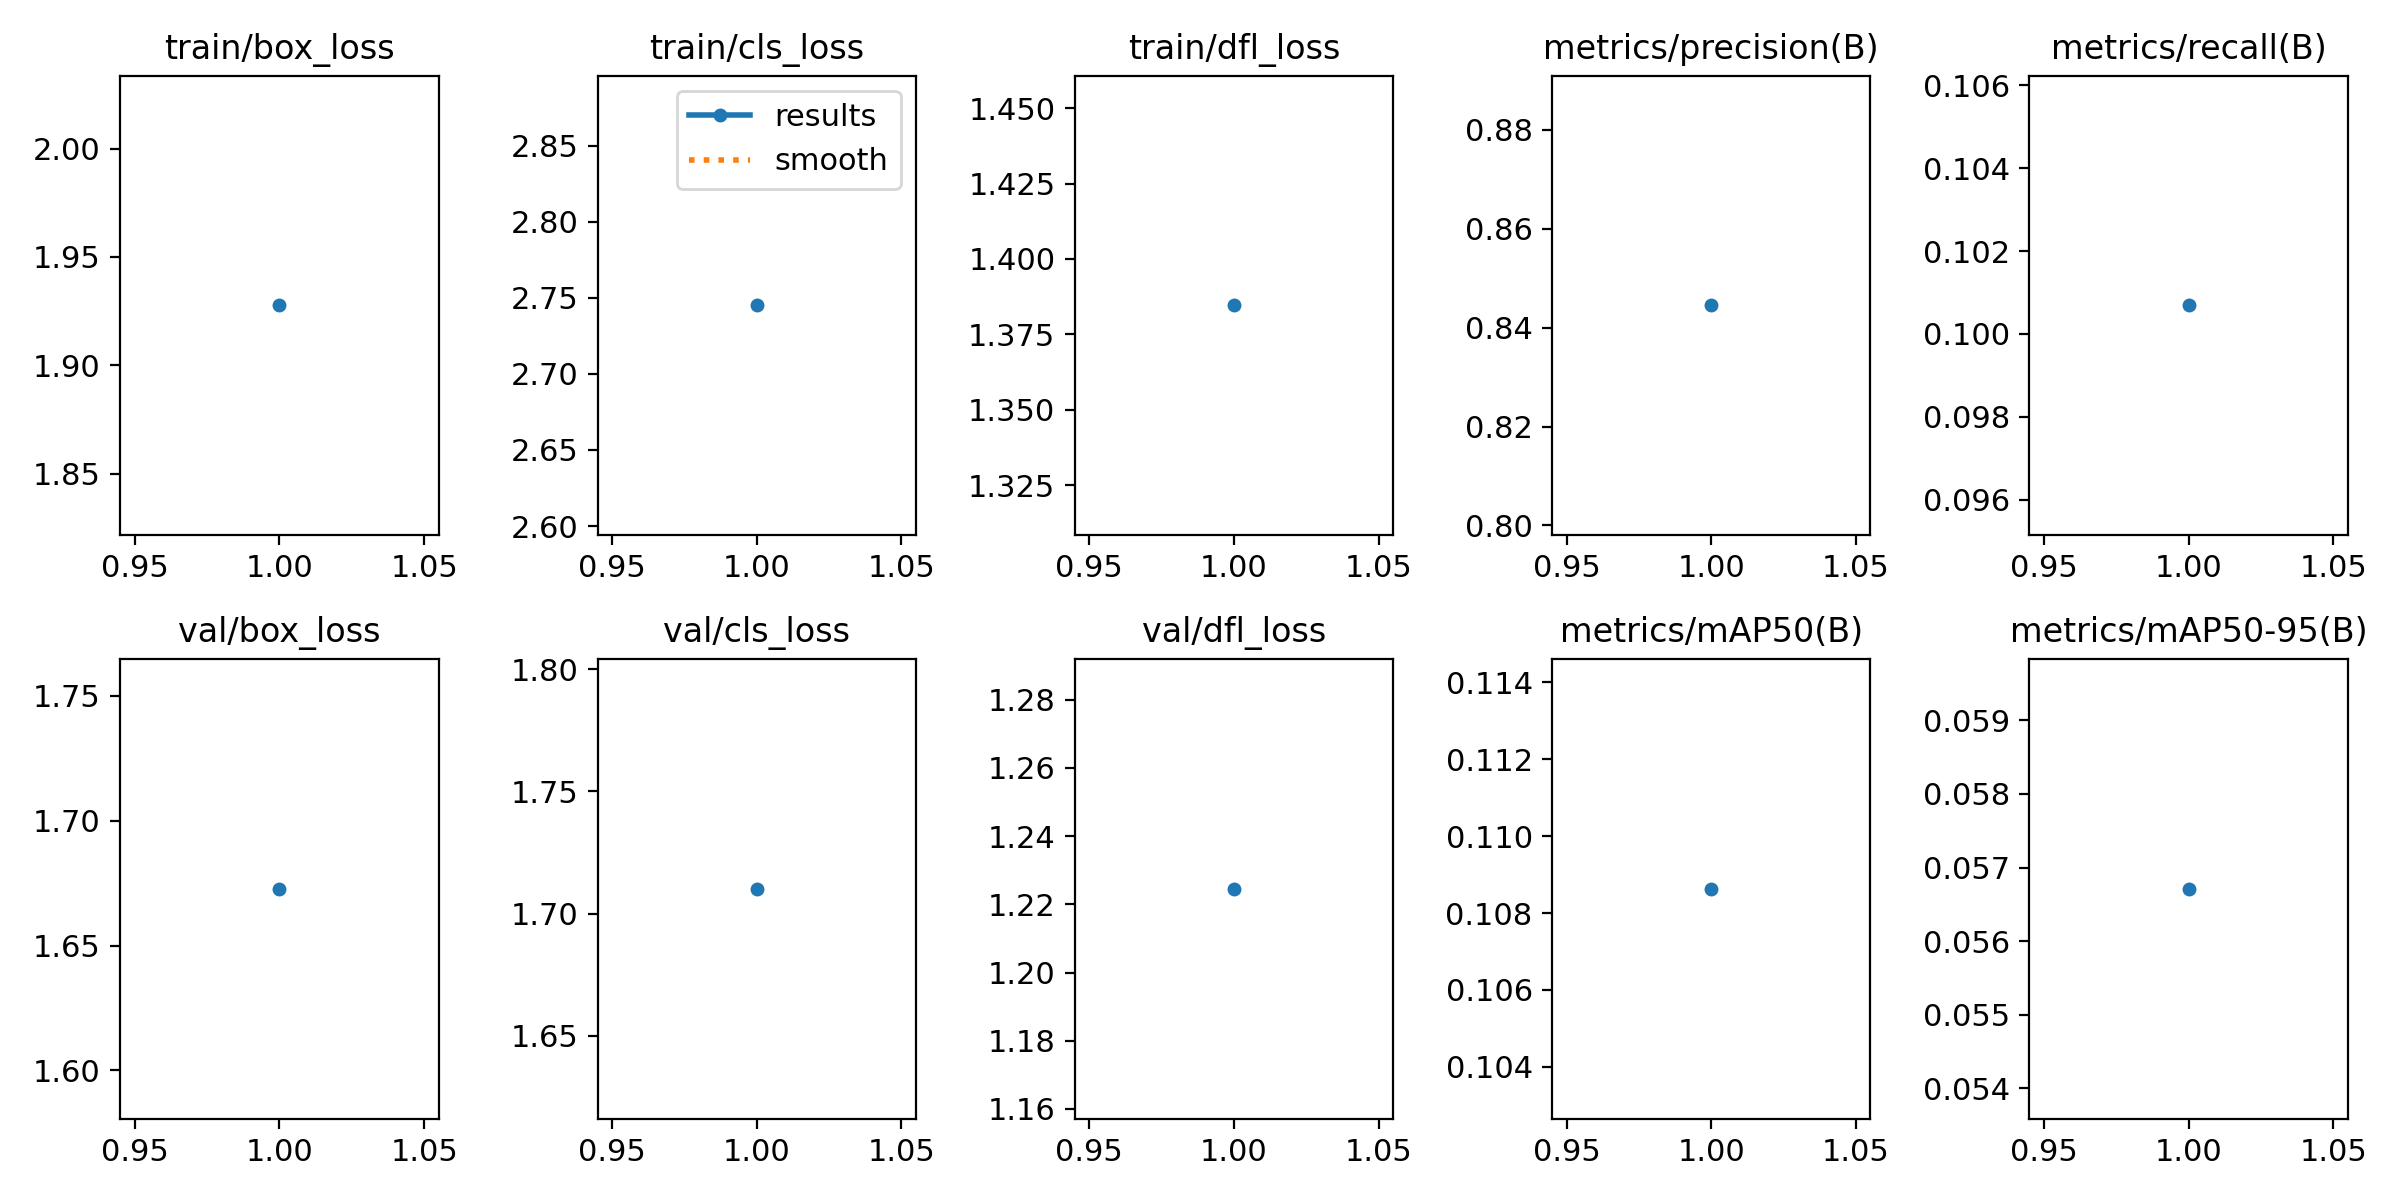 train/box_loss
2.00
1.95
1.90
1.85
0.95 1.00 1.05
train/cls_loss
results
smooth
2.85
2.80
2.75
2.70
2.65
2.60
0.95 1.00 1.05
train/dfl_loss
1.450
1.425
1.400
1.375
1.350
1.325
0.95 1.00 1.05
metrics/precision(B)
0.88
0.86
0.84
0.82
0.80
0.95 1.00 1.05
metrics/recall(B)
0.106
0.104
0.102
0.100
0.098
0.096
0.95 1.00 1.05
val/box_loss
1.75
1.70
1.65
1.60
0.95 1.00 1.05
val/cls_loss
1.80
1.75
1.70
1.65
0.95 1.00 1.05
val/dfl_loss
1.28
1.26
1.24
1.22
1.20
1.18
1.16
0.95 1.00 1.05
metrics/mAP50(B)
0.114
0.112
0.110
0.108
0.106
0.104
0.95 1.00 1.05
metrics/mAP50-95(B)
0.059
0.058
0.057
0.056
0.055
0.054
0.95 1.00 1.05